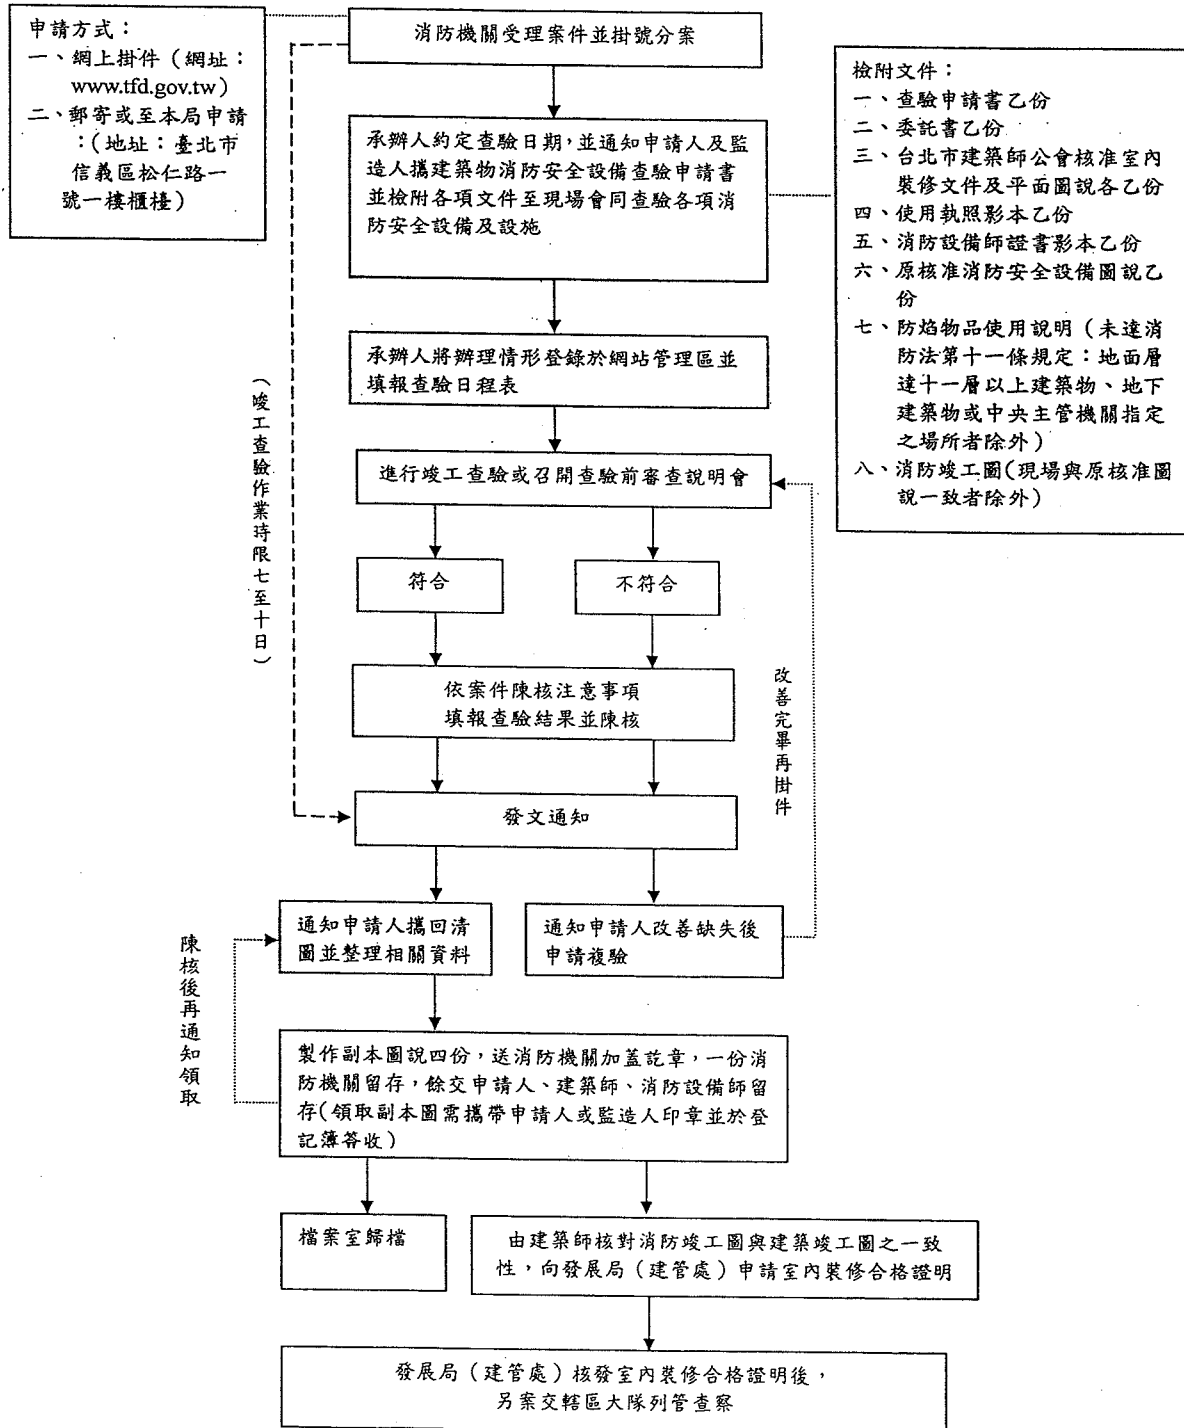 申請方式：
一、網上掛件（網址：
www.tfd.gov.tw）
二、郵寄或至本局申請
：（地址：臺北市
信義區松仁路一
號一樓櫃檯）
消防機關受理案件並掛號分案
檢附文件：
一、查驗申請書乙份
二、委託書乙份
三、台北市建築師公會核准室內
裝修文件及平面圖說各乙份
四、使用執照影本乙份
五、消防設備師證書影本乙份
六、原核准消防安全設備圖說乙
份
七、防焰物品使用說明（未達消
防法第十一條規定：地面層
達十一層以上建築物、地下
建築物或中央主管機關指定
之場所者除外）
八、消防竣工圖(現場與原核准圖
說一致者除外）
承辦人約定查驗日期，並通知申請人及監
造人攜建築物消防安全設備查驗申請書
並檢附各項文件至現場會同查驗各項消
防安全設備及設施
承辦人將辦理情形登錄於網站管理區並
填報查驗日程表
（竣工查驗作業時限七至十日）
進行竣工查驗或召開查驗前審查說明會
符合
不符合
依案件陳核注意事項
填報查驗結果並陳核
改善完畢再掛件
發文通知
通知申請人攜回清
圖並整理相關資料
通知申請人改善缺失後
申請複驗
陳核後再通知領取
製作副本圖說四份，送消防機關加蓋訖章，一份消
防機關留存，餘交申請人、建築師、消防設備師留
存(領取副本圖需攜帶申請人或監造人印章並於登
記簿答收）
檔案室歸檔
由建築師核對消防竣工圖與建築竣工圖之一致
性，向發展局（建管處）申請室內裝修合格證明
發展局（建管處）核發室內裝修合格證明後，
另案交轄區大隊列管查察